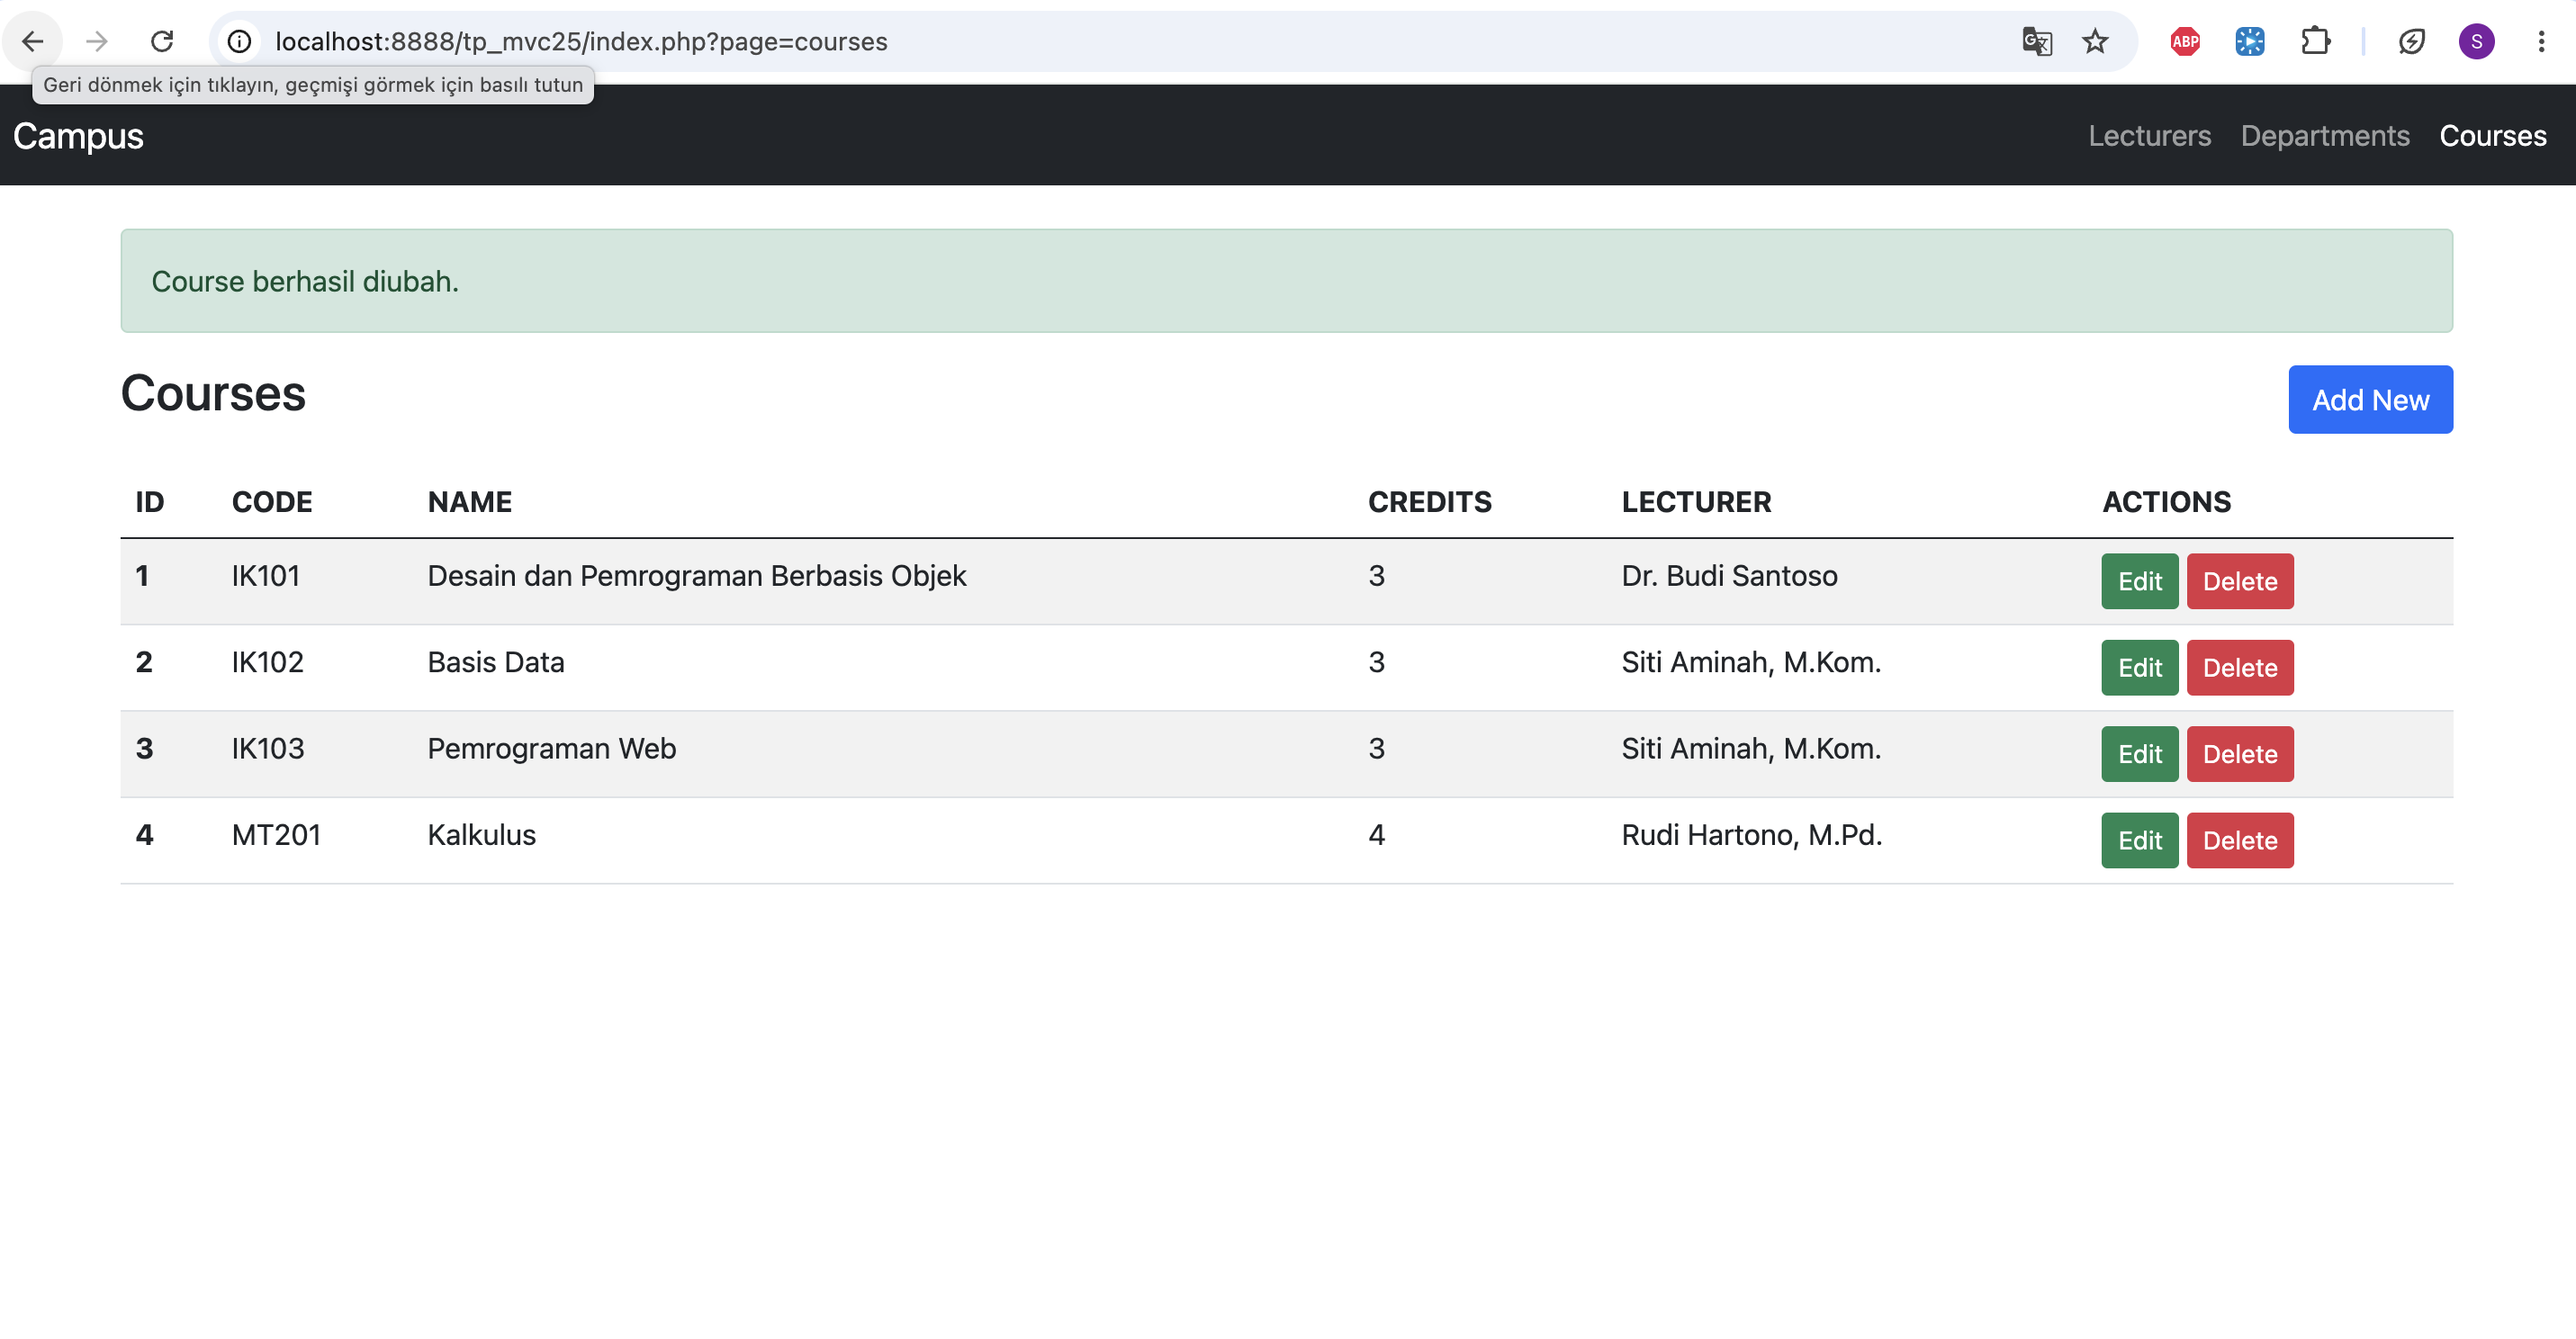 localhost:8888/tp_mvc25/index.php?page=courses
ABP
S
Geri dönmek için tıklayın, geçmişi görmek için basılı tutun
Campus Lecturers Departments Courses
Course berhasil diubah.
Courses Add New
ID CODE NAME CREDITS LECTURER ACTIONS
1 IK101 Desain dan Pemrograman Berbasis Objek 3 Dr. Budi Santoso Edit Delete
2 IK102 Basis Data 3 Siti Aminah, M.Kom. Edit Delete
3 IK103 Pemrograman Web 3 Siti Aminah, M.Kom. Edit Delete
4 MT201 Kalkulus 4 Rudi Hartono, M.Pd. Edit Delete